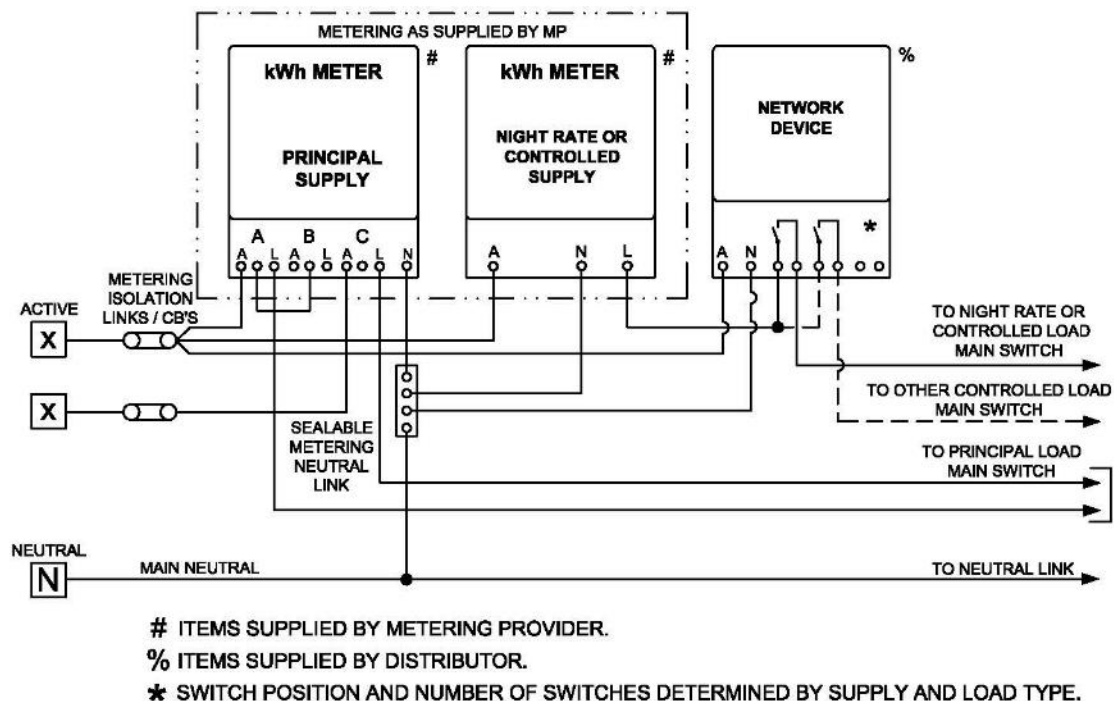 METERING AS SUPPLIED BY MP
#
#
%
kWh METER
kWh METER
NETWORK
DEVICE
PRINCIPAL
SUPPLY
NIGHT RATE OR
CONTROLLED
SUPPLY
A B C
*
A L A L A L N
A N L
A N
METERING
ISOLATION
LINKS / CB'S
ACTIVE
X
TO NIGHT RATE OR
CONTROLLED LOAD
MAIN SWITCH
X
TO OTHER CONTROLLED LOAD
MAIN SWITCH
SEALABLE
METERING
NEUTRAL
LINK
TO PRINCIPAL LOAD
MAIN SWITCH
NEUTRAL
N
MAIN NEUTRAL
TO NEUTRAL LINK
# ITEMS SUPPLIED BY METERING PROVIDER.
% ITEMS SUPPLIED BY DISTRIBUTOR.
* SWITCH POSITION AND NUMBER OF SWITCHES DETERMINED BY SUPPLY AND LOAD TYPE.